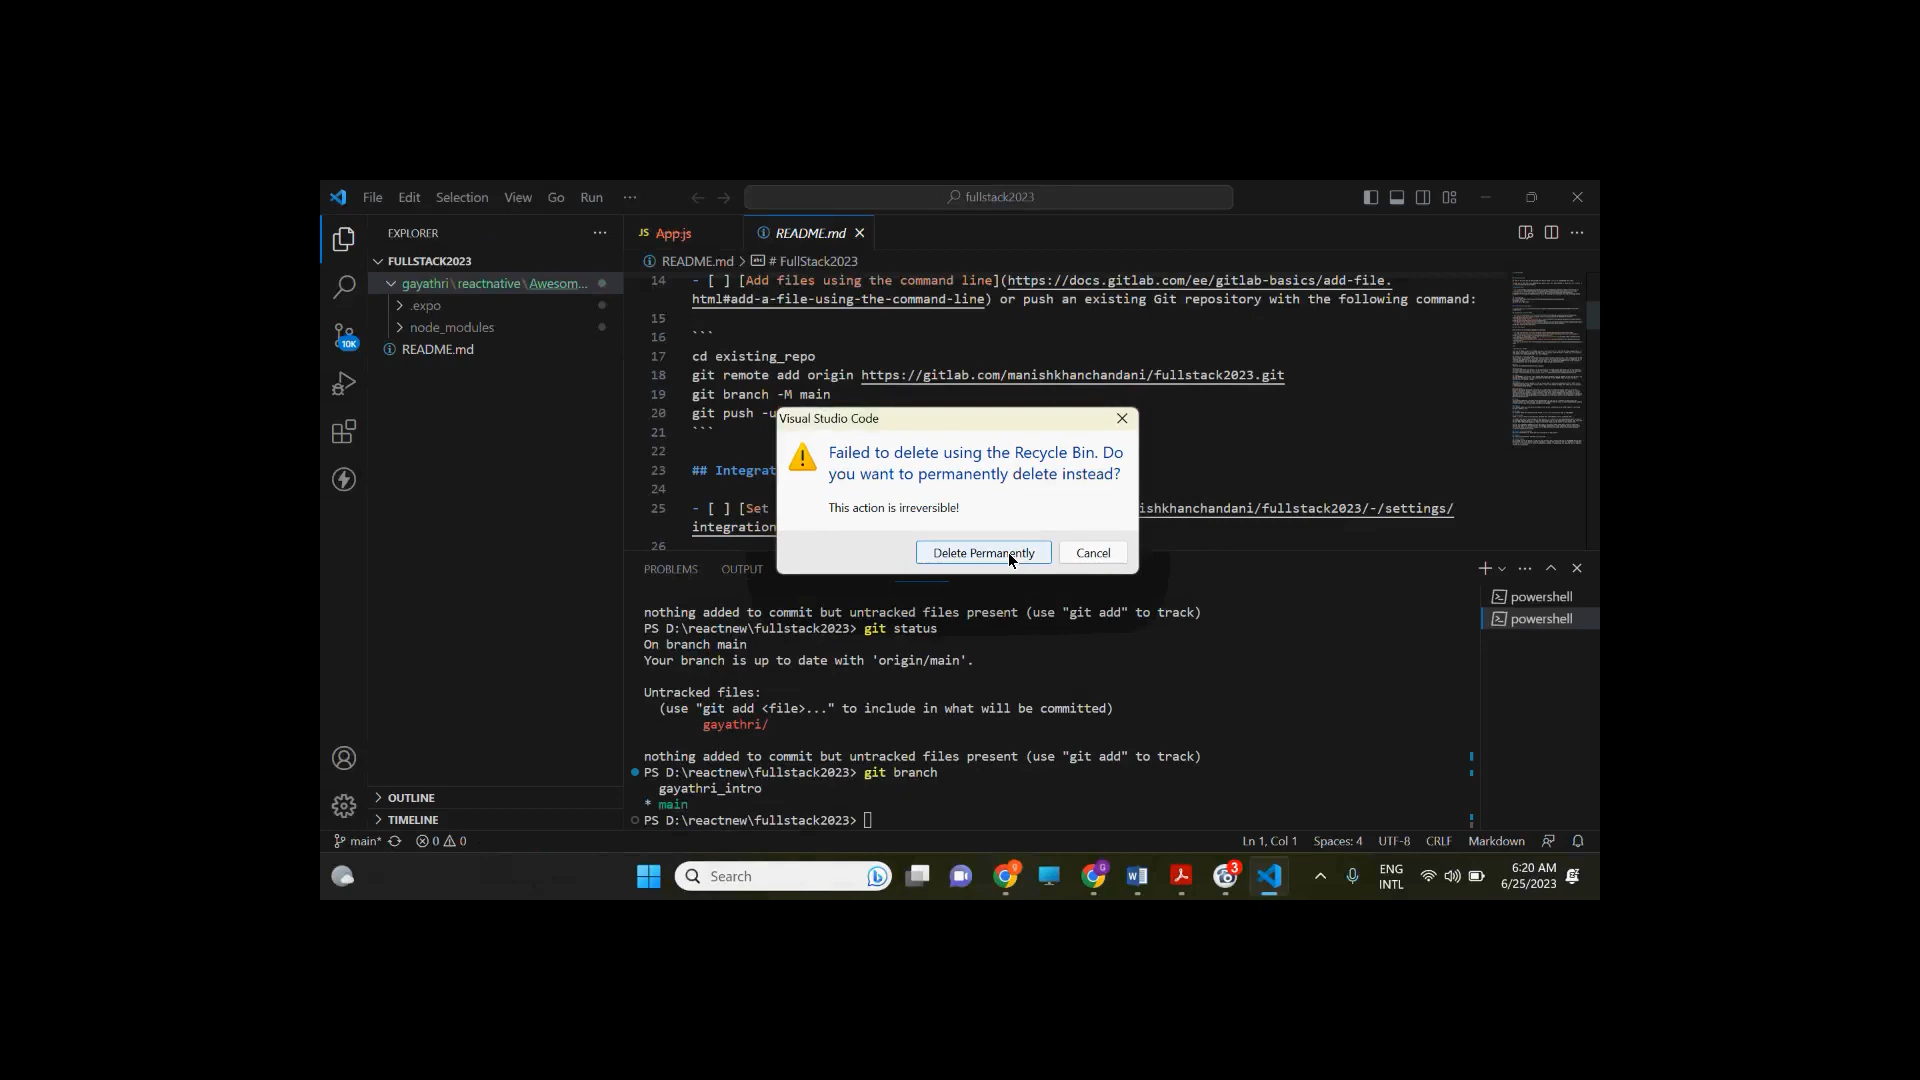 File Edit Selection View Go Run ··· fullstack2023
EXPLORER ···
FULLSTACK2023
gayathri\reactnative\Awesom...
.expo
node_modules
README.md
10K
OUTLINE
TIMELINE
JS App.js README.md
README.md > # FullStack2023
14 - [ ] [Add files using the command line](https://docs.gitlab.com/ee/gitlab-basics/add-file.
html#add-a-file-using-the-command-line) or push an existing Git repository with the following command:
15
16 ```
17 cd existing_repo
18 git remote add origin https://gitlab.com/manishkhanchandani/fullstack2023.git
19 git branch -M main
20 git push -u
21 ```
22
23 ## Integrat
24
25 - [ ] [Set ishkhanchandani/fullstack2023/-/settings/
integration
26
Visual Studio Code
Failed to delete using the Recycle Bin. Do
you want to permanently delete instead?
This action is irreversible!
Delete Permanently Cancel
PROBLEMS OUTPUT
nothing added to commit but untracked files present (use "git add" to track)
PS D:\reactnew\fullstack2023> git status
On branch main
Your branch is up to date with 'origin/main'.
Untracked files:
(use "git add <file>..." to include in what will be committed)
gayathri/
nothing added to commit but untracked files present (use "git add" to track)
PS D:\reactnew\fullstack2023> git branch
gayathri_intro
* main
PS D:\reactnew\fullstack2023>
powershell
powershell
main* 0 0 Ln 1, Col 1 Spaces: 4 UTF-8 CRLF Markdown
Search 9 G 3 ENG
INTL
6:20 AM
6/25/2023